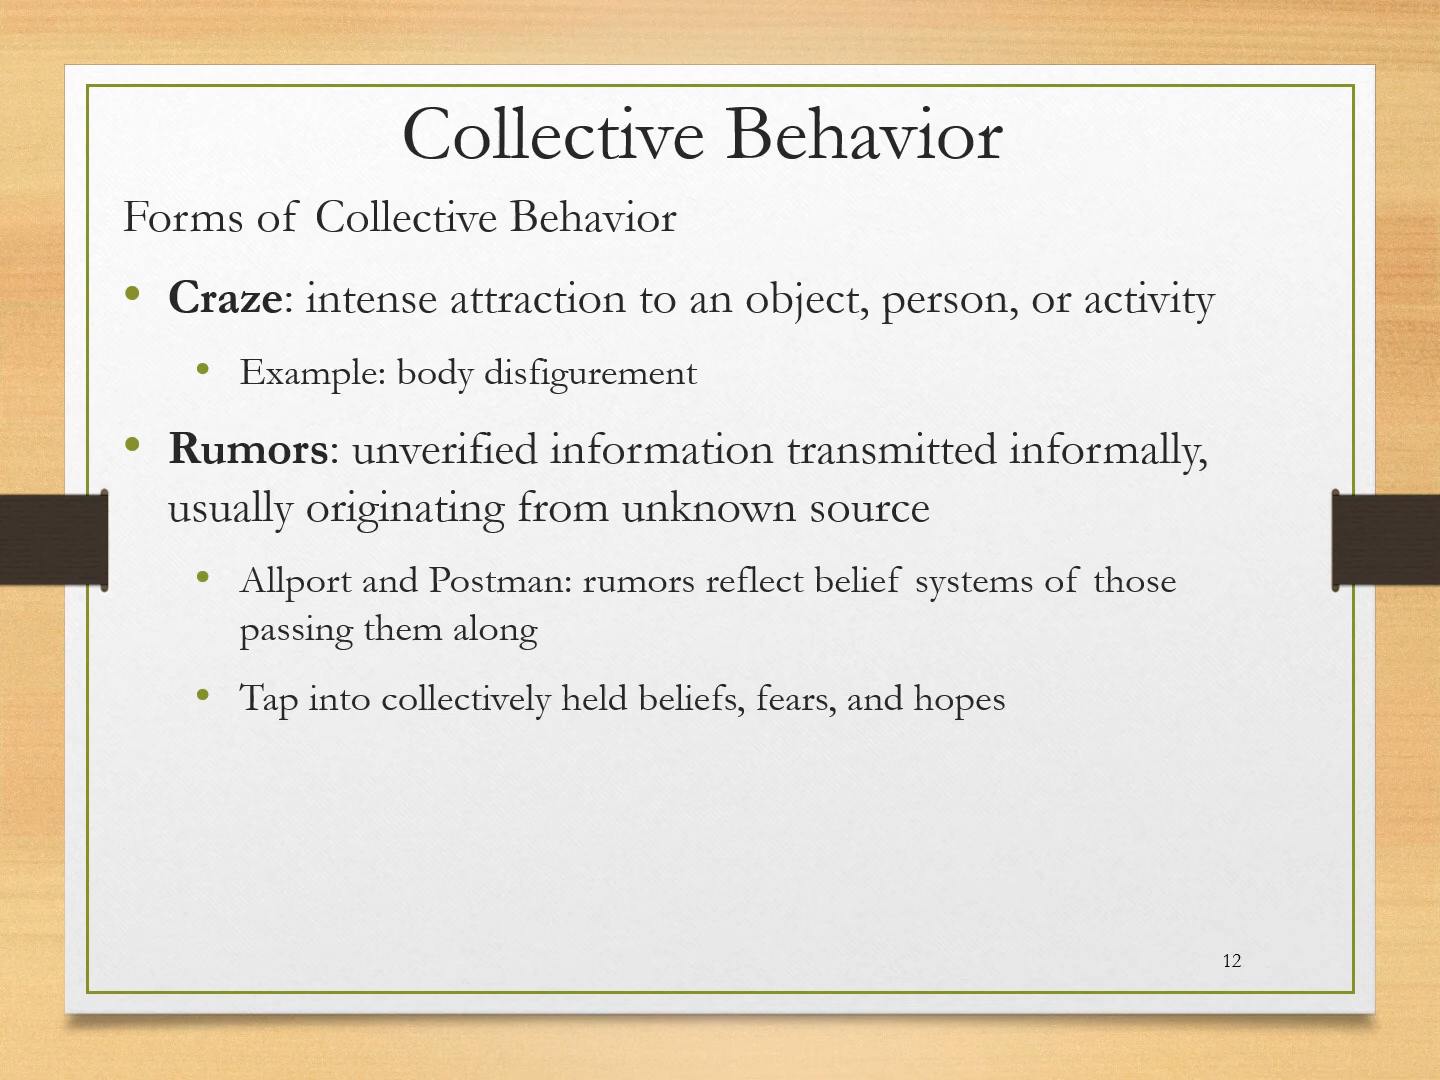 Collective Behavior
Forms of Collective Behavior
• Craze: intense attraction to an object, person, or activity
• Example: body disfigurement
• Rumors: unverified information transmitted informally,
usually originating from unknown source
• Allport and Postman: rumors reflect belief systems of those
passing them along
• Tap into collectively held beliefs, fears, and hopes
12